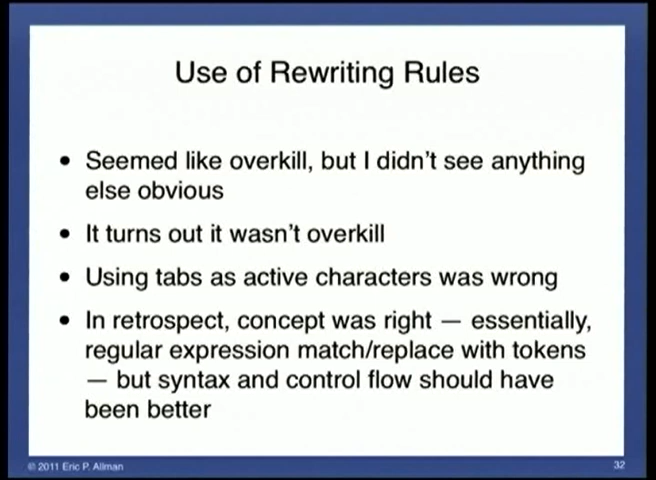 Use of Rewriting Rules
• Seemed like overkill, but I didn't see anything
else obvious
• It turns out it wasn't overkill
• Using tabs as active characters was wrong
• In retrospect, concept was right — essentially,
regular expression match/replace with tokens
— but syntax and control flow should have
been better
© 2011 Eric P. Allman
32